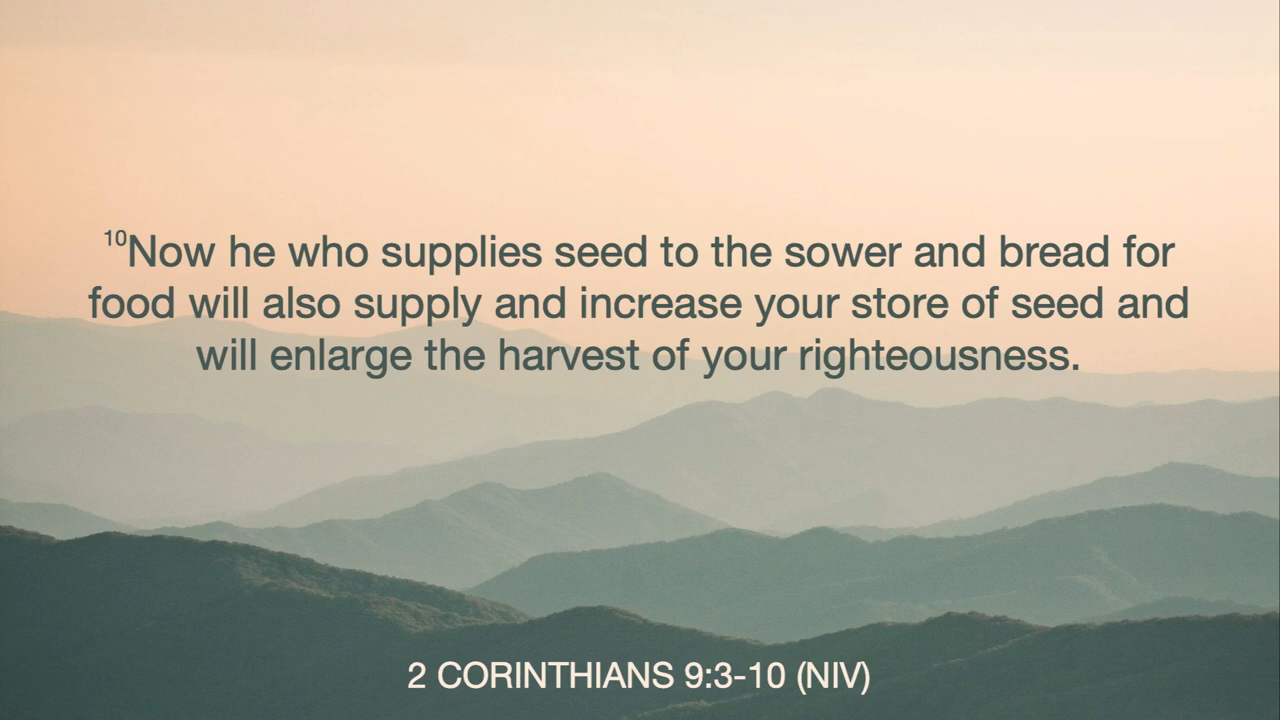 10Now he who supplies seed to the sower and bread for
food will also supply and increase your store of seed and
will enlarge the harvest of your righteousness.
2 CORINTHIANS 9:3-10 (NIV)